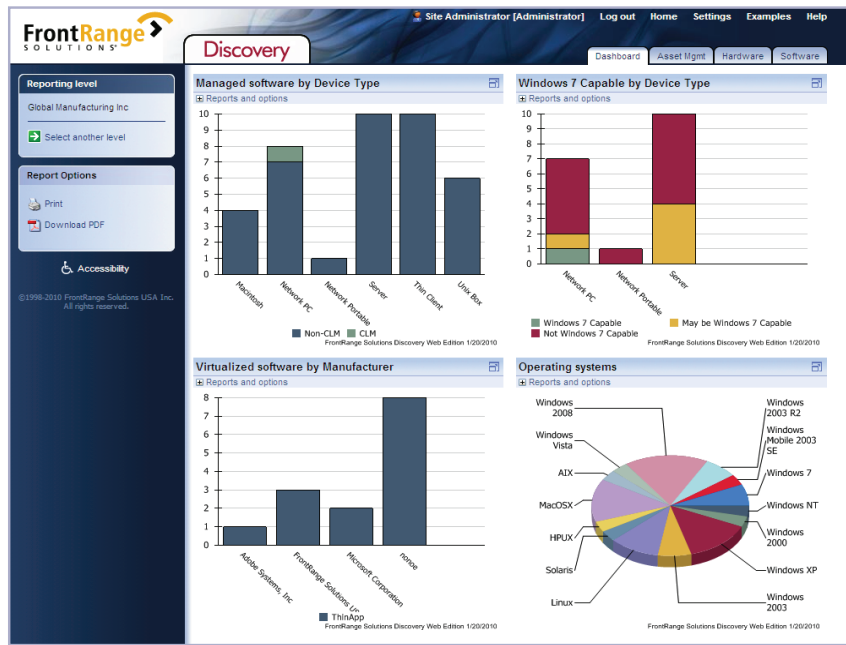 FrontRange
SOLUTIONS
Discovery
Site Administrator [Administrator] Log out Home Settings Examples Help
Dashboard Asset Mgmt Hardware Software
Reporting level
Global Manufacturing Inc
Select another level
Report Options
Print
Download PDF
Accessibility
©1998-2010 FrontRange Solutions USA Inc.
All rights reserved.
Managed software by Device Type
Reports and options
10
9
8
7
6
5
4
3
2
1
0
Macintosh
Network PC
Network Portable
Server
Thin Client
Unix Box
Non-CLM CLM
FrontRange Solutions Discovery Web Edition 1/20/2010
Windows 7 Capable by Device Type
Reports and options
10
9
8
7
6
5
4
3
2
1
0
Network PC
Network Portable
Server
Windows 7 Capable May be Windows 7 Capable
Not Windows 7 Capable
FrontRange Solutions Discovery Web Edition 1/20/2010
Virtualized software by Manufacturer
Reports and options
8
7
6
5
4
3
2
1
0
Adobe Systems, Inc
FrontRange Solutions
Microsoft Corporation
nonoe
ThinApp
FrontRange Solutions Discovery Web Edition 1/20/2010
Operating systems
Reports and options
Windows
2008
Windows
Vista
AIX
MacOSX
HPUX
Solaris
Linux
Windows
2003 R2
Windows
Mobile 2003
SE
Windows 7
Windows NT
Windows
2000
Windows XP
Windows
2003
FrontRange Solutions Discovery Web Edition 1/20/2010